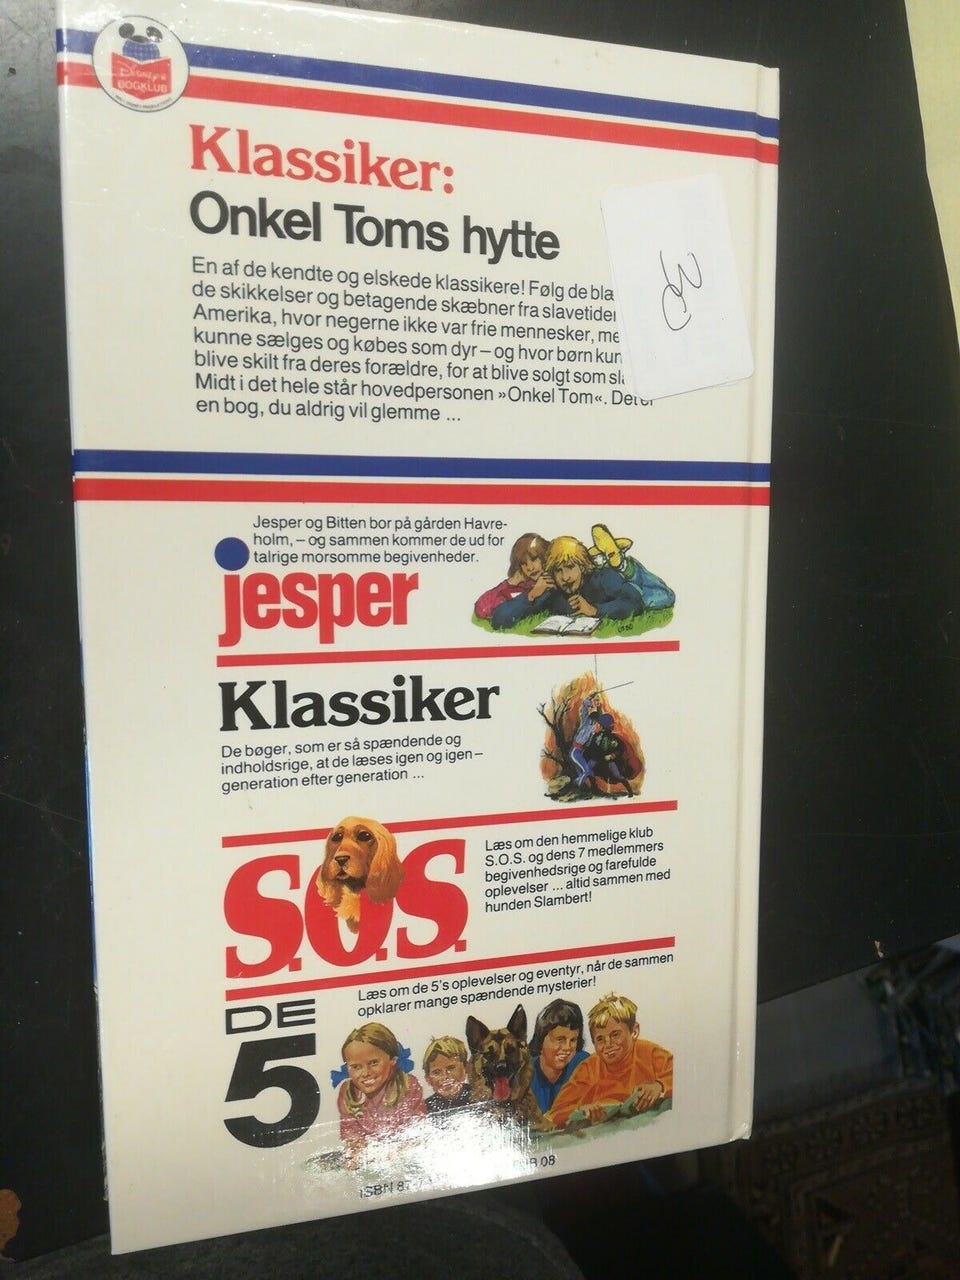 Disney's
BOGKLUB
Klassiker:
Onkel Toms hytte
En af de kendte og elskede klassikere! Følg de
de skikkelser og betagende skæbner fra
Amerika, hvor negerne ikke var frie mennesker,
kunne sælges og købes som dyr – og hvor børn
blive skilt fra deres forældre, for at blive solgt som
Midt i det hele står hovedpersonen »Onkel Tom«. Det er
en bog, du aldrig vil glemme ...
Jesper og Bitten bor på gården Havre-
holm, – og sammen kommer de ud for
talrige morsomme begivenheder.
jesper
Klassiker
De bøger, som er så spændende og
indholdsrige, at de læses igen og igen –
generation efter generation ...
Læs om den hemmelige klub
S.O.S. og dens 7 medlemmers
begivenhedsrige og farefulde
oplevelser ... altid sammen med
hunden Slambert!
S.O.S.
Læs om de 5's oplevelser og eventyr, når de sammen
opklarer mange spændende mysterier!
DE
5
ISBN 87-7
08